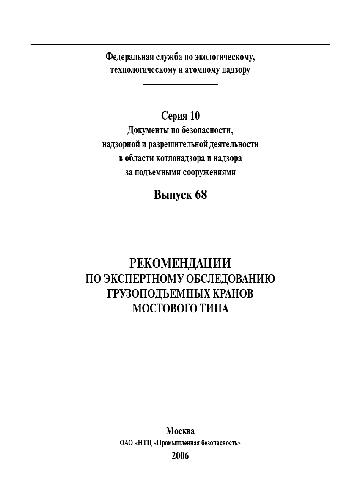 Федеральная служба по экологическому,
технологическому и атомному надзору
Серия 10
Документы по безопасности,
надзорной и разрешительной деятельности
в области котлонадзора и надзора
за подъемными сооружениями
Выпуск 68
РЕКОМЕНДАЦИИ
ПО ЭКСПЕРТНОМУ ОБСЛЕДОВАНИЮ
ГРУЗОПОДЪЕМНЫХ КРАНОВ
МОСТОВОГО ТИПА
Москва
ОАО «НТЦ «Промышленная безопасность»
2006